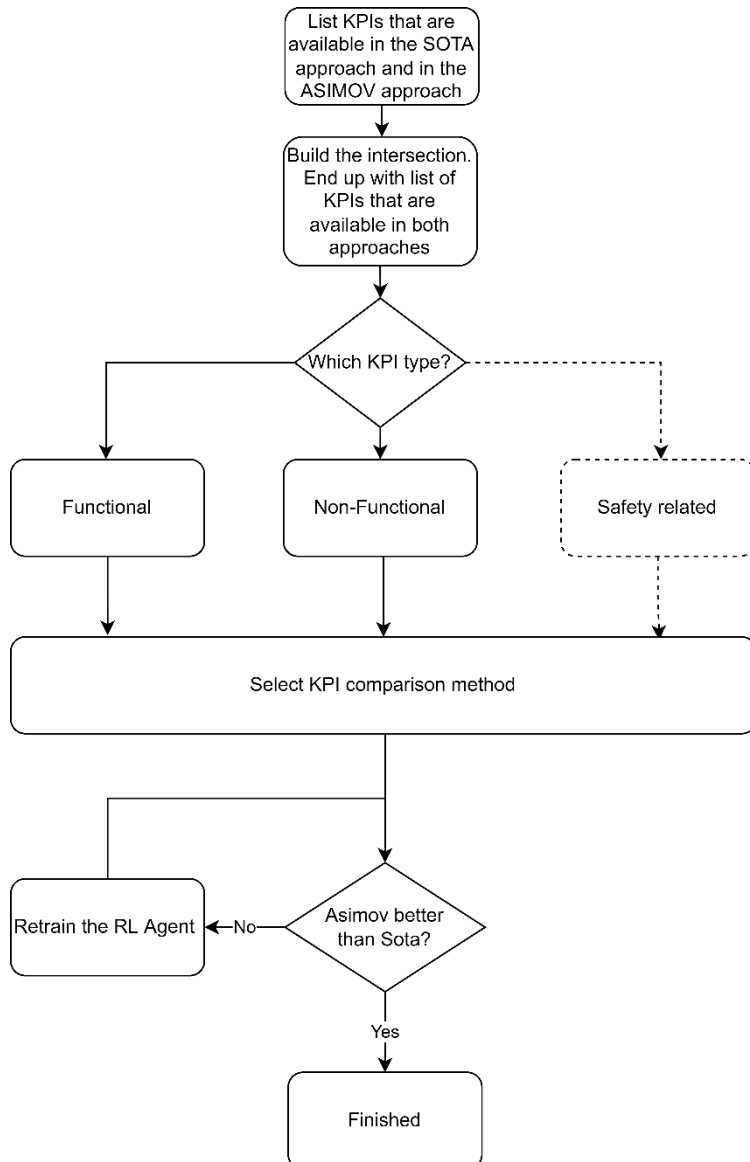 List KPIs that are
available in the SOTA
approach and in the
ASIMOV approach
Build the intersection.
End up with list of
KPIs that are
available in both
approaches
Which KPI type?
Functional
Non-Functional
Safety related
Select KPI comparison method
Retrain the RL Agent
No
Asimov better
than Sota?
Yes
Finished